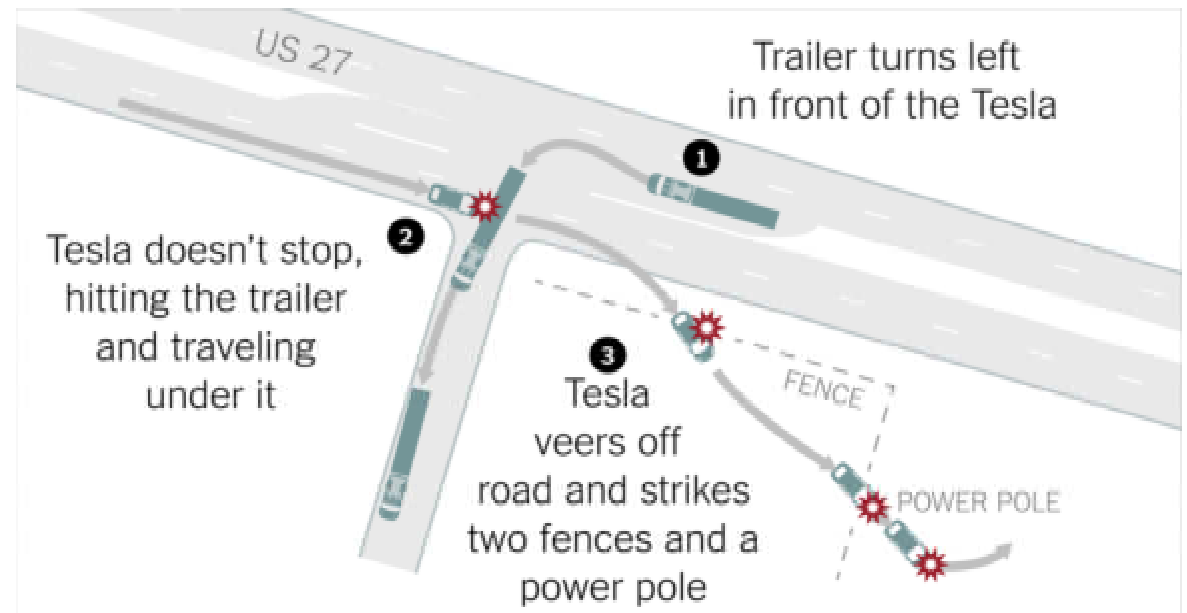 US 27
Trailer turns left
in front of the Tesla
1
2
Tesla doesn't stop,
hitting the trailer
and traveling
under it
3
Tesla
veers off
road and strikes
two fences and a
power pole
FENCE
POWER POLE